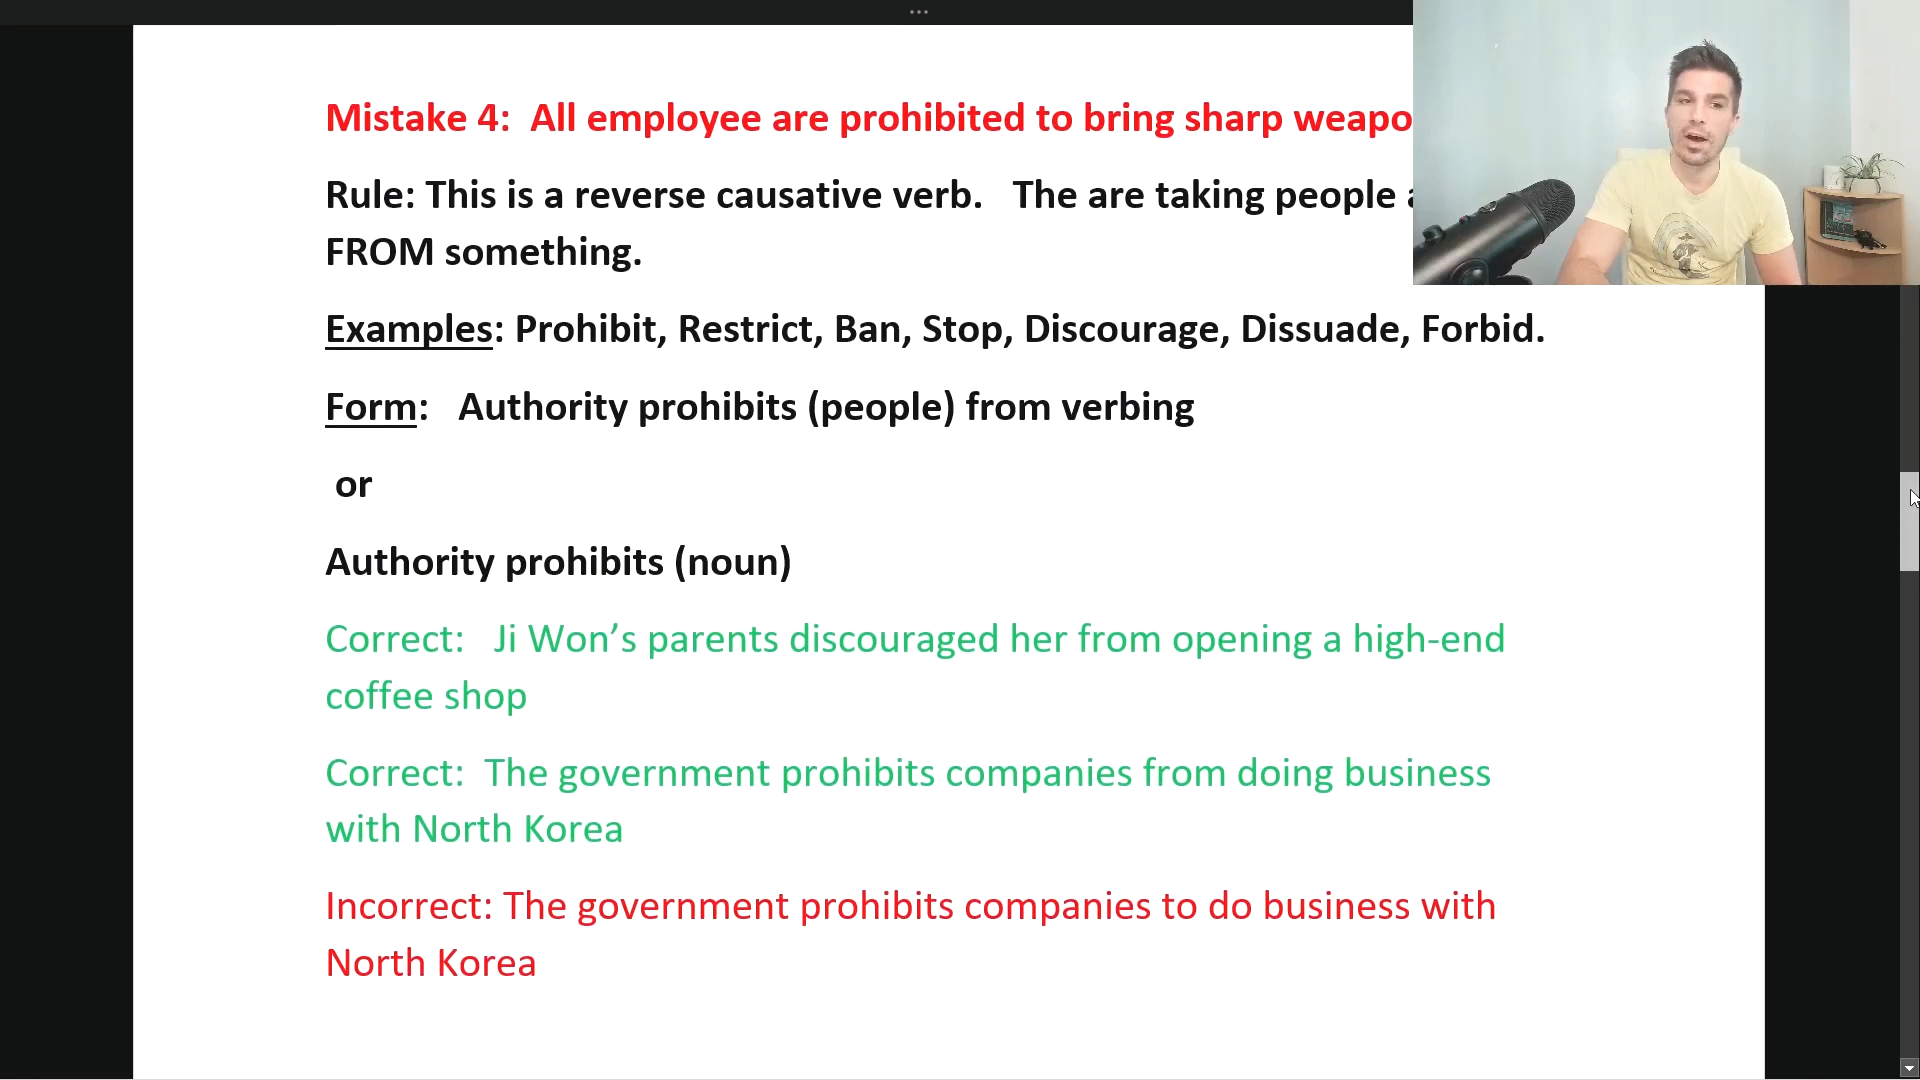 Mistake 4:  All employee are prohibited to bring sharp
Rule: This is a reverse causative verb.   The are taking people
FROM something.
Examples: Prohibit, Restrict, Ban, Stop, Discourage, Dissuade, Forbid.
Form:   Authority prohibits (people) from verbing
or
Authority prohibits (noun)
Correct:   Ji Won’s parents discouraged her from opening a high-end
coffee shop
Correct:  The government prohibits companies from doing business
with North Korea
Incorrect: The government prohibits companies to do business with
North Korea